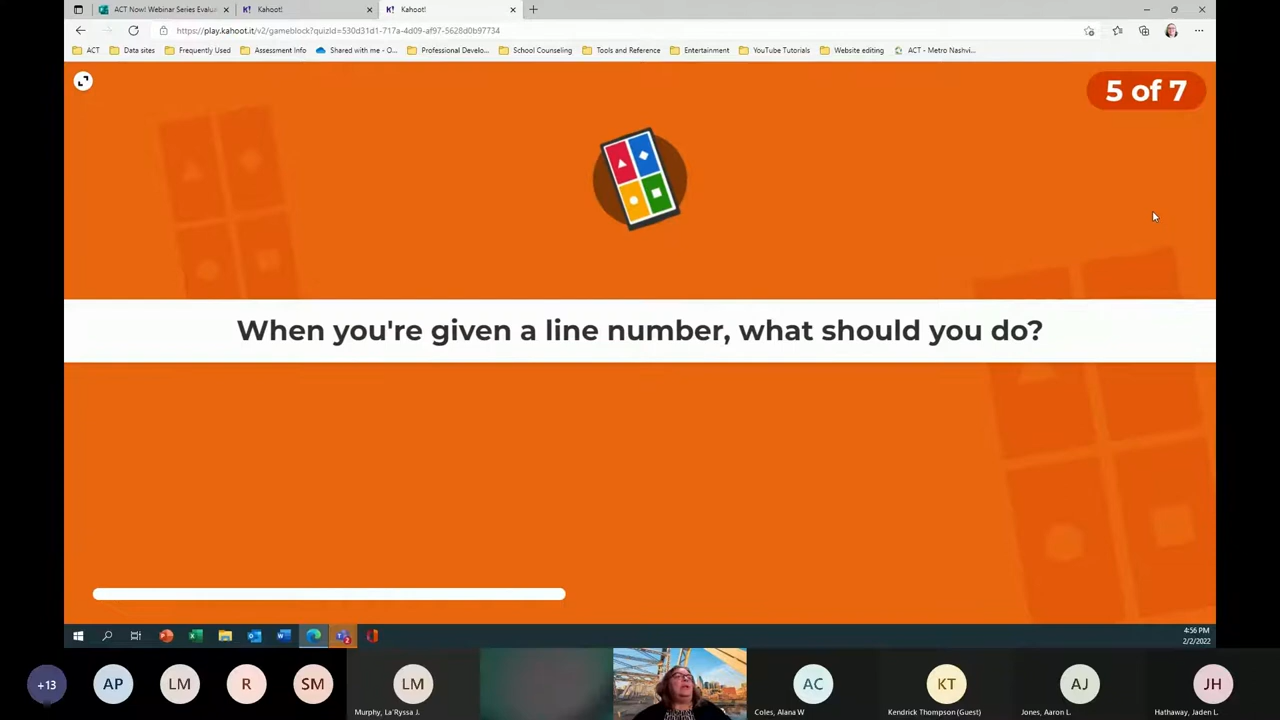 ACT Now! Webinar Series Evalua
Kahoot!
Kahoot!
https://play.kahoot.it/v2/gameblock?quizId=530d31d1-717a-4d09-af97-5628d0b97734
ACT
Data sites
Frequently Used
Assessment Info
Shared with me - O...
Professional Develo...
School Counseling
Tools and Reference
Entertainment
YouTube Tutorials
Website editing
ACT - Metro Nashvi...
5 of 7
When you're given a line number, what should you do?
4:56 PM
2/2/2022
+13
AP
LM
R
SM
LM
AC
KT
AJ
JH
Murphy, La'Ryssa J.
Coles, Alana W
Kendrick Thompson (Guest)
Jones, Aaron L.
Hathaway, Jaden L.